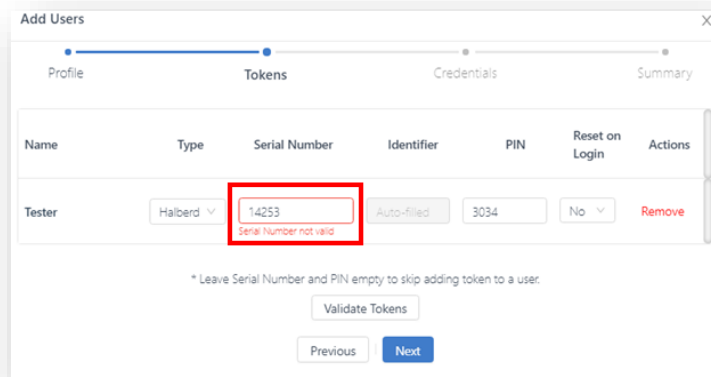 Add Users
Profile
Tokens
Credentials
Summary
Name Type Serial Number Identifier PIN Reset on Login Actions
Tester Halberd 14253 Auto-filled 3034 No Remove
Serial Number not valid
* Leave Serial Number and PIN empty to skip adding token to a user.
Validate Tokens
Previous Next